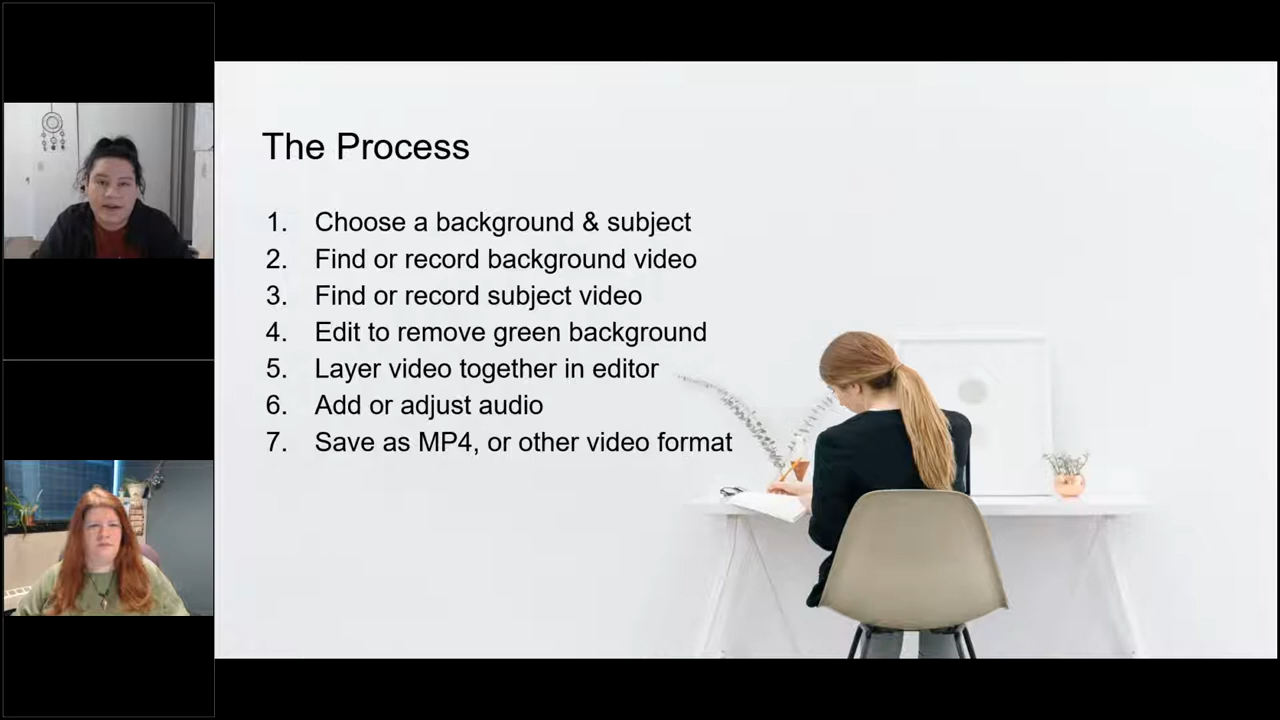 The Process
1. Choose a background & subject
2. Find or record background video
3. Find or record subject video
4. Edit to remove green background
5. Layer video together in editor
6. Add or adjust audio
7. Save as MP4, or other video format